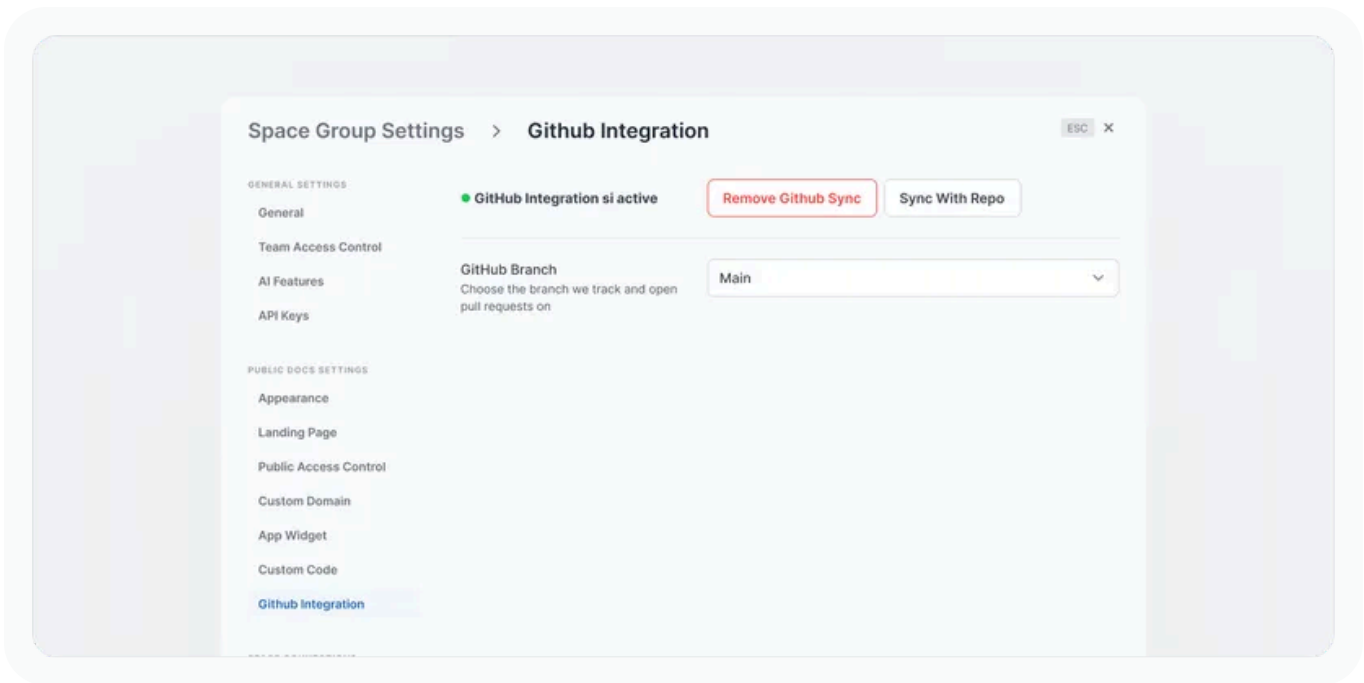 Space Group Settings > Github Integration
ESC ×
GENERAL SETTINGS
General
Team Access Control
AI Features
API Keys
PUBLIC DOCS SETTINGS
Appearance
Landing Page
Public Access Control
Custom Domain
App Widget
Custom Code
Github Integration
GitHub Integration si active
Remove Github Sync
Sync With Repo
GitHub Branch
Choose the branch we track and open
pull requests on
Main